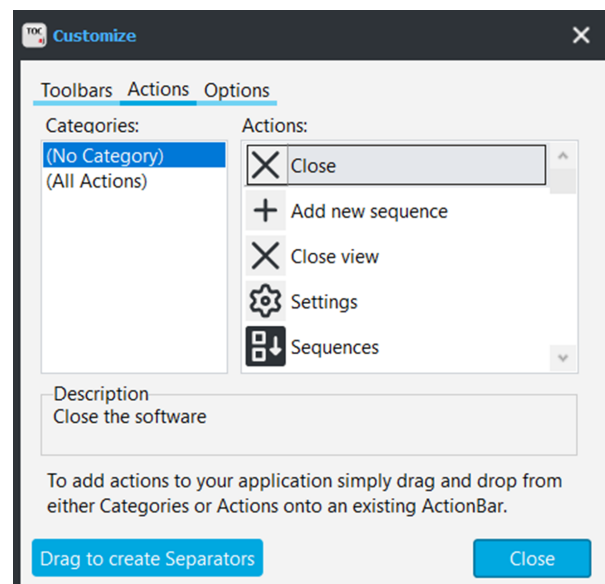 TOC
Customize
Toolbars Actions Options
Categories: Actions:
(No Category)
(All Actions)
Close
Add new sequence
Close view
Settings
Sequences
Description
Close the software
To add actions to your application simply drag and drop from
either Categories or Actions onto an existing ActionBar.
Drag to create Separators Close